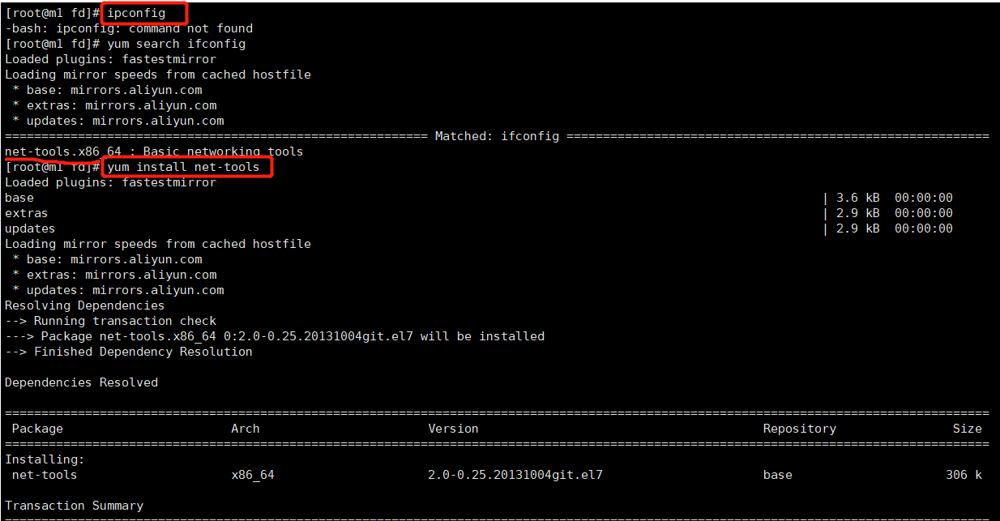 [root@m1 fd]# ipconfig
-bash: ipconfig: command not found
[root@m1 fd]# yum search ifconfig
Loaded plugins: fastestmirror
Loading mirror speeds from cached hostfile
 * base: mirrors.aliyun.com
 * extras: mirrors.aliyun.com
 * updates: mirrors.aliyun.com
========================================================== Matched: ifconfig ==========================================================
net-tools.x86_64 : Basic networking tools
[root@m1 fd]# yum install net-tools
Loaded plugins: fastestmirror
base | 3.6 kB 00:00:00
extras | 2.9 kB 00:00:00
updates | 2.9 kB 00:00:00
Loading mirror speeds from cached hostfile
 * base: mirrors.aliyun.com
 * extras: mirrors.aliyun.com
 * updates: mirrors.aliyun.com
Resolving Dependencies
--> Running transaction check
---> Package net-tools.x86_64 0:2.0-0.25.20131004git.el7 will be installed
--> Finished Dependency Resolution
Dependencies Resolved
=======================================================================================================================================
Package Arch Version Repository Size
=======================================================================================================================================
Installing:
net-tools x86_64 2.0-0.25.20131004git.el7 base 306 k
Transaction Summary
=======================================================================================================================================